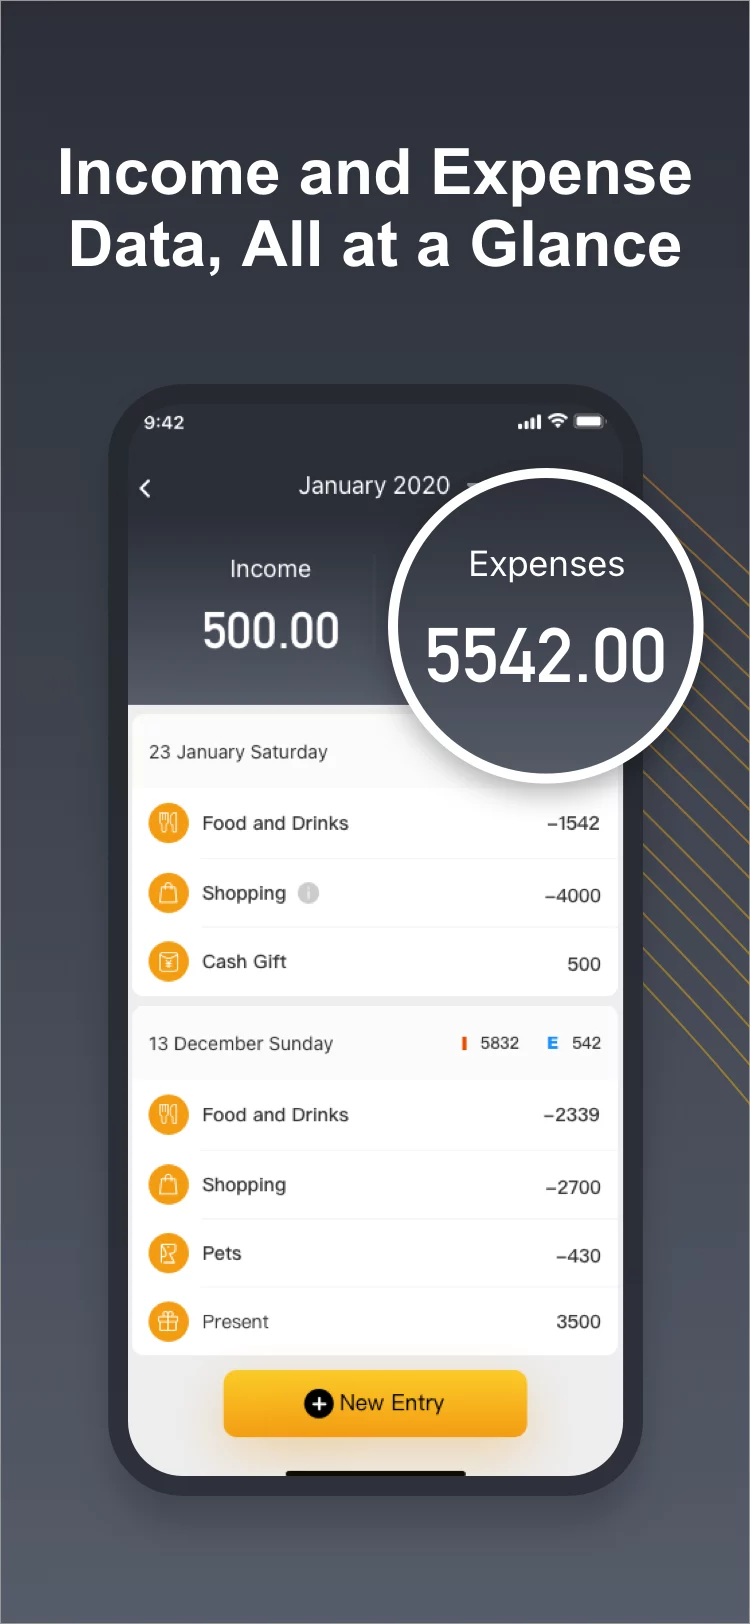 Income and Expense
Data, All at a Glance
9:42
January 2020
Income
500.00
Expenses
5542.00
23 January Saturday
Food and Drinks -1542
Shopping -4000
Cash Gift 500
13 December Sunday I 5832 E 542
Food and Drinks -2339
Shopping -2700
Pets -430
Present 3500
New Entry